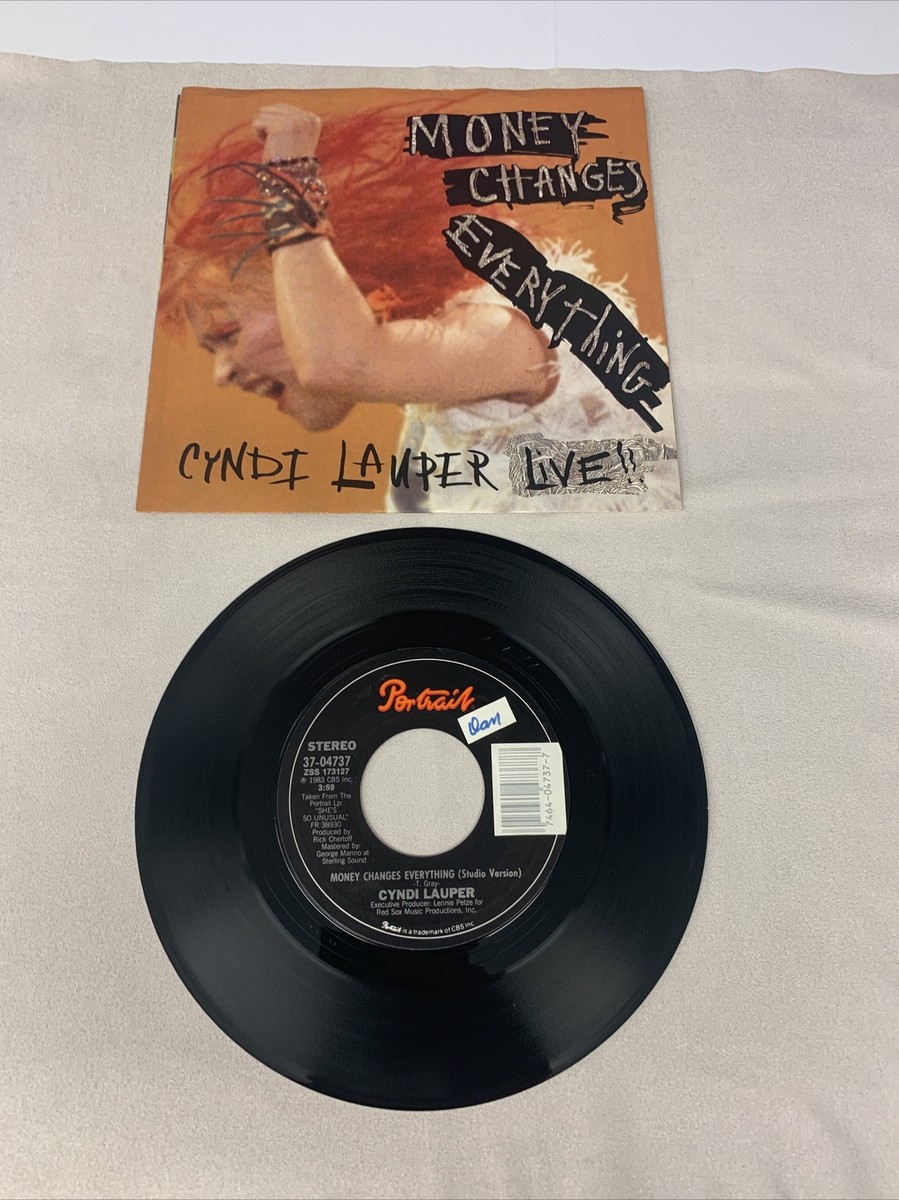 MONEY
CHANGES
EVERYthiNG
CYNDI LAUPER LiVE!!
Portrait
Dan
STEREO
37-04737
ZSS 173127
℗ 1983 CBS Inc.
3:59
Taken From The
Portrait Lp:
"SHE'S
SO UNUSUAL"
FR 38930
Produced by
Rick Chertoff
Mastered by:
George Marino at
Sterling Sound
7464-04737-7
MONEY CHANGES EVERYTHING (Studio Version)
-T. Gray-
CYNDI LAUPER
Executive Producer: Lennie Petze for
Red Sox Music Productions, Inc.
Portrait is a trademark of CBS Inc.